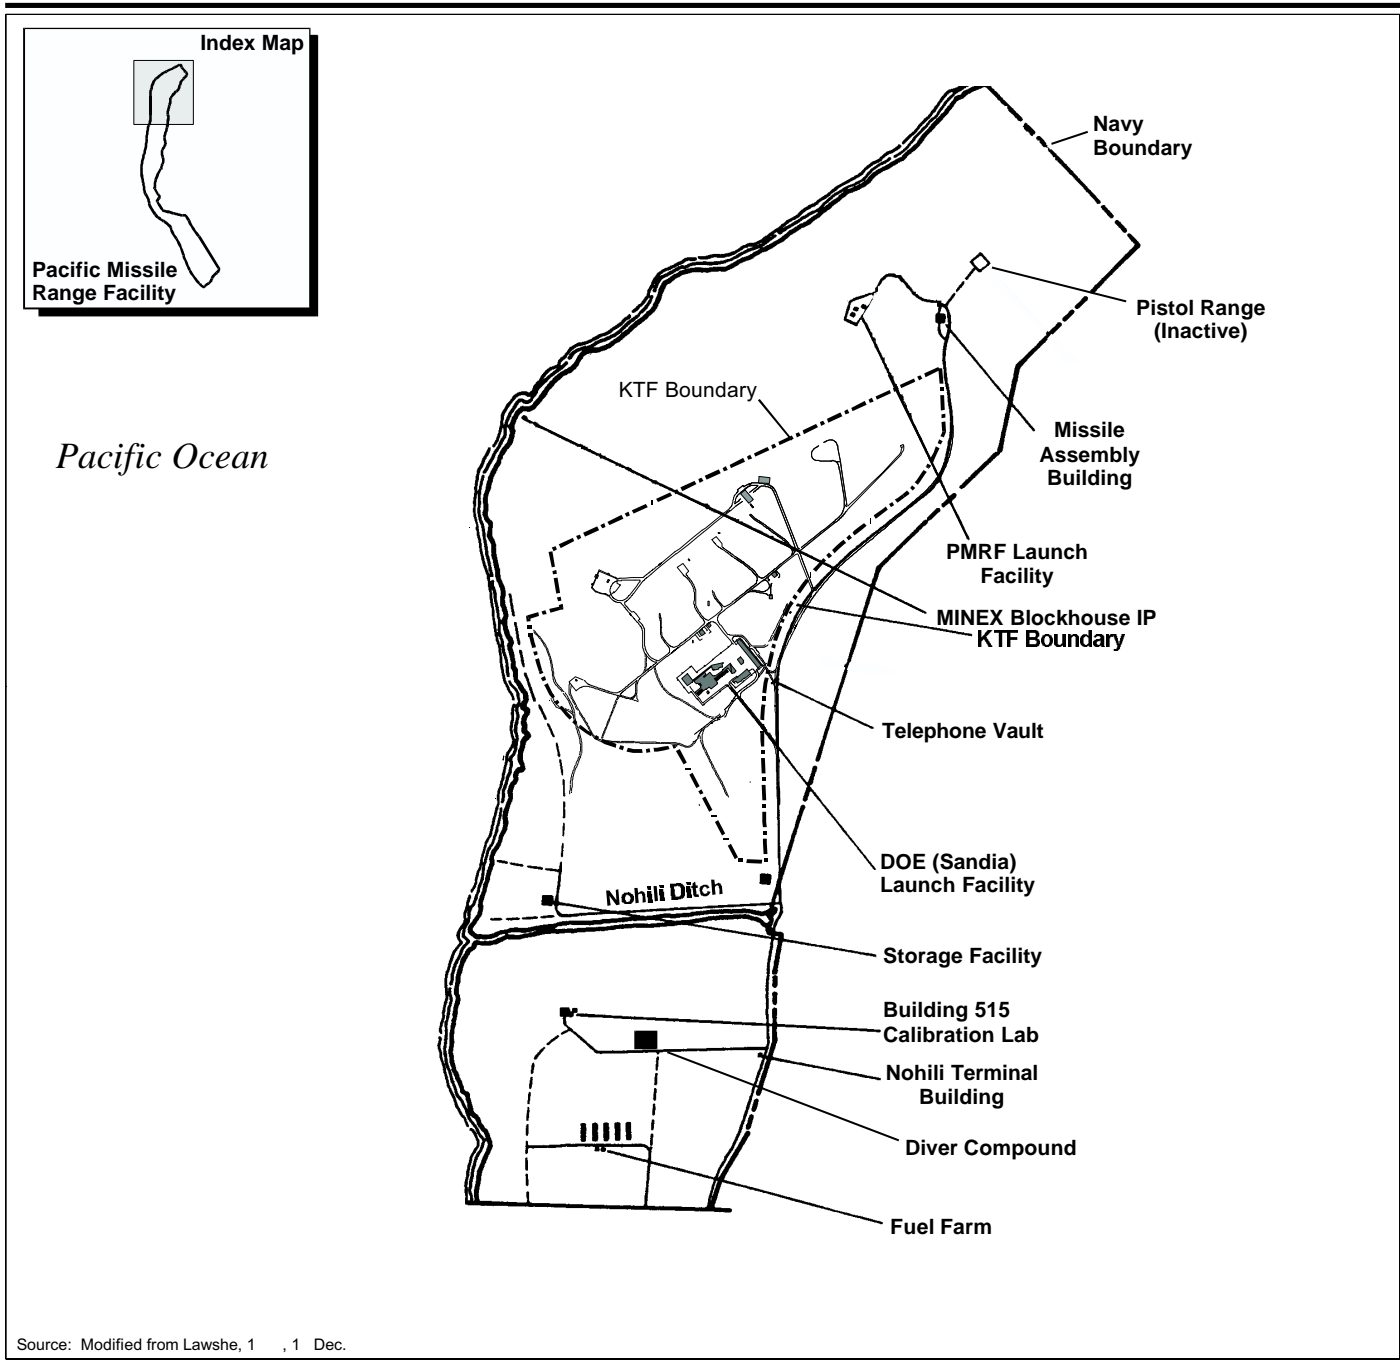 Index Map
Pacific Missile
Range Facility
Navy
Boundary
Pistol Range
(Inactive)
KTF Boundary
Missile
Assembly
Building
Pacific Ocean
PMRF Launch
Facility
MINEX Blockhouse IP
KTF Boundary
Telephone Vault
DOE (Sandia)
Launch Facility
Nohili Ditch
Storage Facility
Building 515
Calibration Lab
Nohili Terminal
Building
Diver Compound
Fuel Farm
Source: Modified from Lawshe, 1 , 1 Dec.